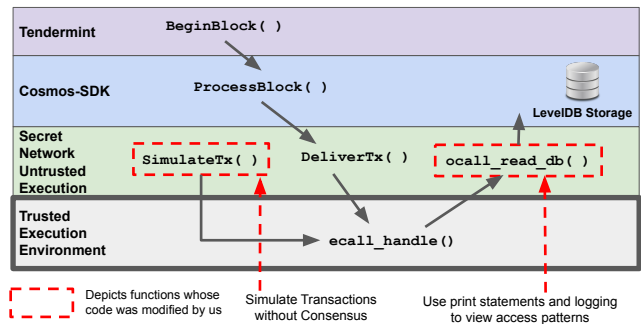 Tendermint
BeginBlock( )
Cosmos-SDK
ProcessBlock( )
LevelDB Storage
Secret
Network
Untrusted
Execution
SimulateTx( )
DeliverTx( )
ocall_read_db( )
Trusted
Execution
Environment
ecall_handle()
Depicts functions whose
code was modified by us
Simulate Transactions
without Consensus
Use print statements and logging
to view access patterns